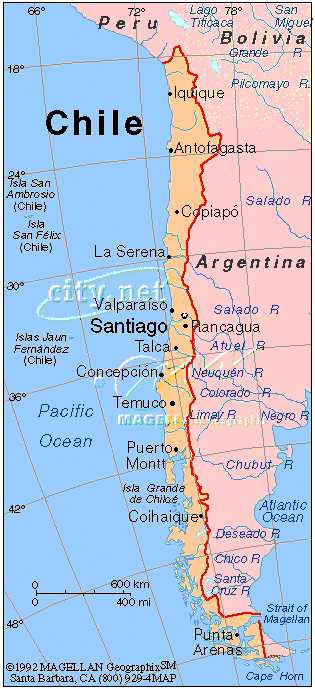 66°
72°
78°
Peru
Lago
Titicaca
San
Miguel
Bolivia
Grande R.
Pilcomayo R.
18°
Iquique
Chile
Antofagasta
24°
Isla San
Ambrosio
(Chile)
Copiapó
Salado R
Isla
San Félix
(Chile)
La Serena
Argentina
30°
city.net
Valparaíso
Salado R
Santiago
Rancagua
Islas Jaun
Fernández
(Chile)
Talca
Atuel R
Concepción
Neuquén R
36°
Colorado R
Temuco
Limay R
Negro R.
MAGELLAN Geographix
Pacific
Ocean
Puerto
Montt
Chubut R
Isla Grande
de Chiloé
Atlantic
Ocean
Coihaique
42°
Deseado R
Chico R
Santa
Cruz R
0 600 km
0 400 mi
Strait of
Magellan
48°
Punta
Arenas
©1992 MAGELLAN GeographixSM
Santa Barbara, CA (800) 929-4MAP
Cape Horn